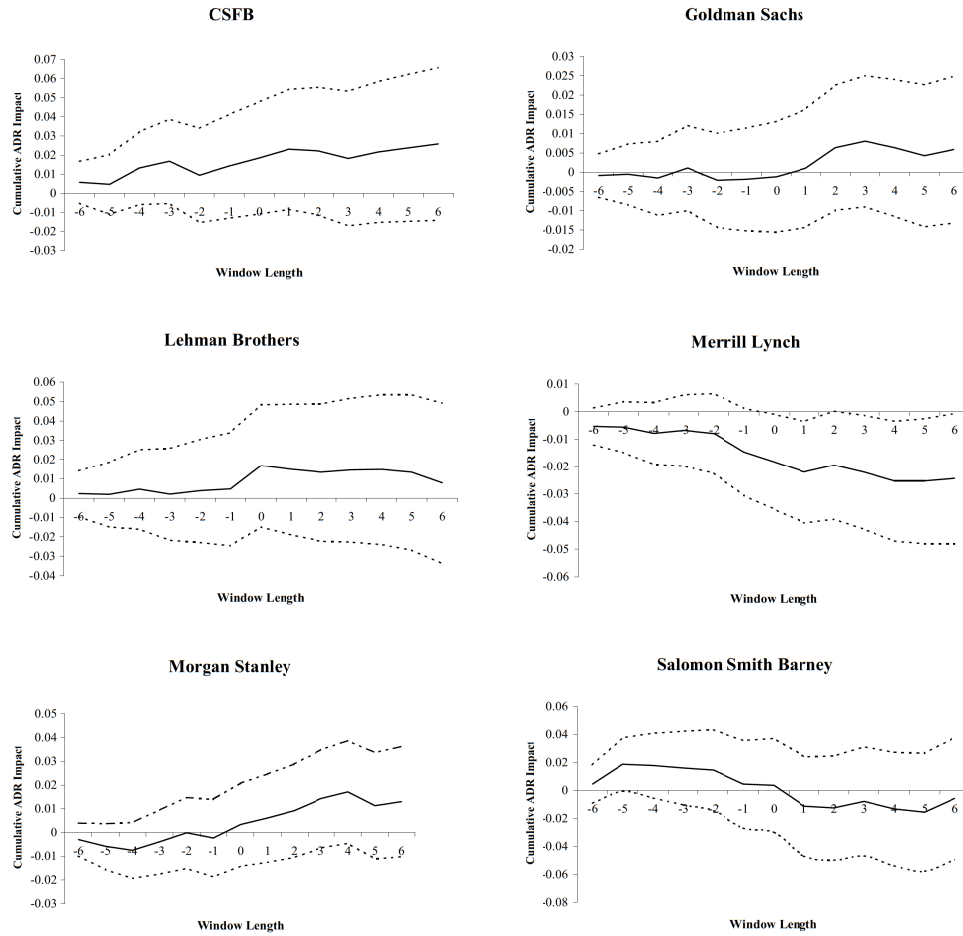 CSFB
Cumulative ADR Impact
0.07
0.06
0.05
0.04
0.03
0.02
0.01
0
-0.01
-0.02
-0.03
-6 -5 -4 -3 -2 -1 0 1 2 3 4 5 6
Window Length
Goldman Sachs
Cumulative ADR Impact
0.03
0.025
0.02
0.015
0.01
0.005
0
-0.005
-0.01
-0.015
-0.02
-6 -5 -4 -3 -2 -1 0 1 2 3 4 5 6
Window Length
Lehman Brothers
Cumulative ADR Impact
0.06
0.05
0.04
0.03
0.02
0.01
0
-0.01
-0.02
-0.03
-0.04
-6 -5 -4 -3 -2 -1 0 1 2 3 4 5 6
Window Length
Merrill Lynch
Cumulative ADR Impact
0.01
0
-0.01
-0.02
-0.03
-0.04
-0.05
-0.06
-6 -5 -4 -3 -2 -1 0 1 2 3 4 5 6
Window Length
Morgan Stanley
Cumulative ADR Impact
0.05
0.04
0.03
0.02
0.01
0
-0.01
-0.02
-0.03
-6 -5 -4 -3 -2 -1 0 1 2 3 4 5 6
Window Length
Salomon Smith Barney
Cumulative ADR Impact
0.06
0.04
0.02
0
-0.02
-0.04
-0.06
-0.08
-6 -5 -4 -3 -2 -1 0 1 2 3 4 5 6
Window Length